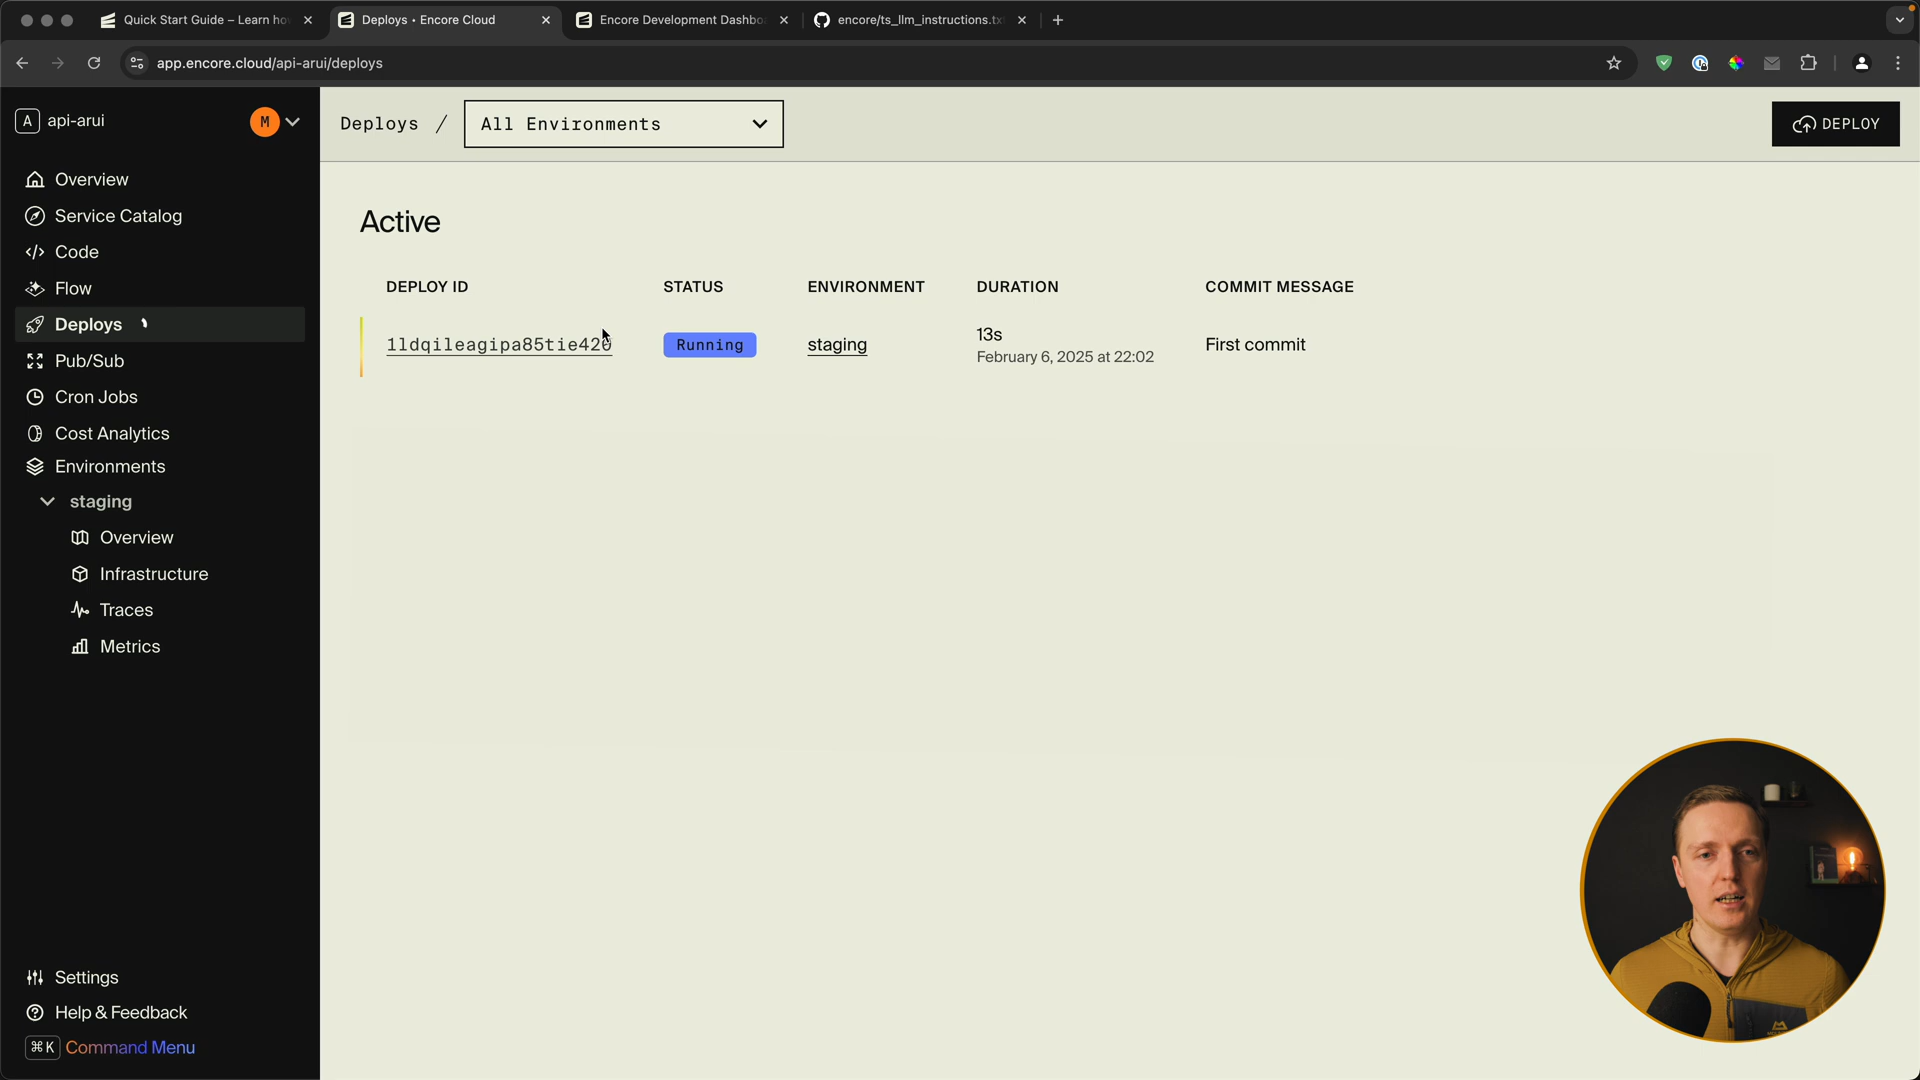 Quick Start Guide – Learn ho
Deploys • Encore Cloud
Encore Development Dashbo
encore/ts_llm_instructions.tx
app.encore.cloud/api-arui/deploys
A api-arui
M
Deploys / All Environments
DEPLOY
Overview
Service Catalog
Code
Flow
Deploys
Pub/Sub
Cron Jobs
Cost Analytics
Environments
staging
Overview
Infrastructure
Traces
Metrics
Settings
Help & Feedback
⌘ K Command Menu
Active
DEPLOY ID STATUS ENVIRONMENT DURATION COMMIT MESSAGE
1ldqileagipa85tie420 Running staging 13s First commit
February 6, 2025 at 22:02